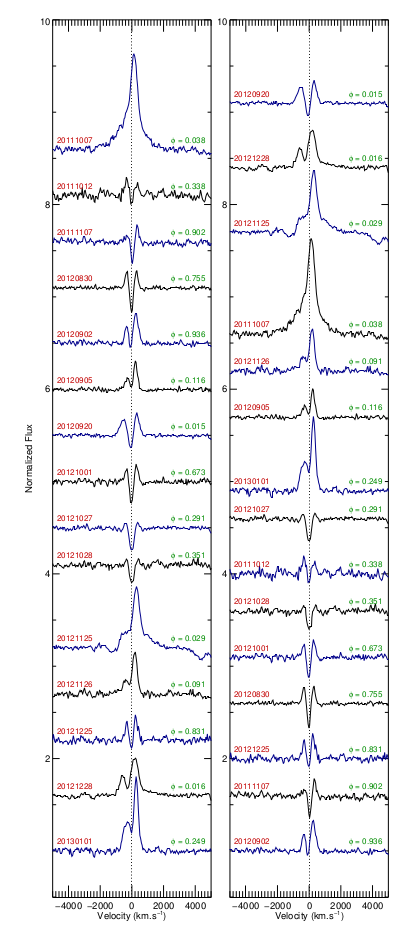 10
10
20111007 φ = 0.038
20111012 φ = 0.338
8
20111107 φ = 0.902
20120830 φ = 0.755
20120902 φ = 0.936
6
20120905 φ = 0.116
20120920 φ = 0.015
20121001 φ = 0.673
20121027 φ = 0.291
20121028 φ = 0.351
4
20121125 φ = 0.029
20121126 φ = 0.091
20121225 φ = 0.831
2
20121228 φ = 0.016
20130101 φ = 0.249
Normalized Flux
−4000 −2000 0 2000 4000
Velocity (km.s⁻¹)
20120920 φ = 0.015
20121228 φ = 0.016
8
20121125 φ = 0.029
20111007 φ = 0.038
20121126 φ = 0.091
6
20120905 φ = 0.116
20130101 φ = 0.249
20121027 φ = 0.291
4
20111012 φ = 0.338
20121028 φ = 0.351
20121001 φ = 0.673
20120830 φ = 0.755
2
20121225 φ = 0.831
20111107 φ = 0.902
20120902 φ = 0.936
−4000 −2000 0 2000 4000
Velocity (km.s⁻¹)